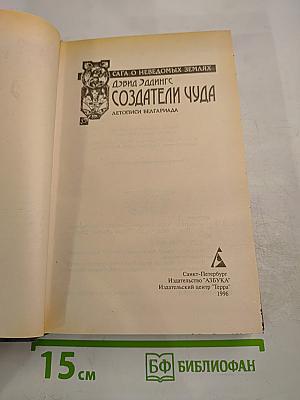 САГА О НЕВЕДОМЫХ ЗЕМЛЯХ
ДЭВИД ЭДДИНГС
СОЗДАТЕЛИ ЧУДА
ЛЕТОПИСИ БЕЛГАРИАДА
Санкт-Петербург
Издательство "АЗБУКА"
Издательский центр "Терра"
1996
15 см
БФ БИБЛИОФАН